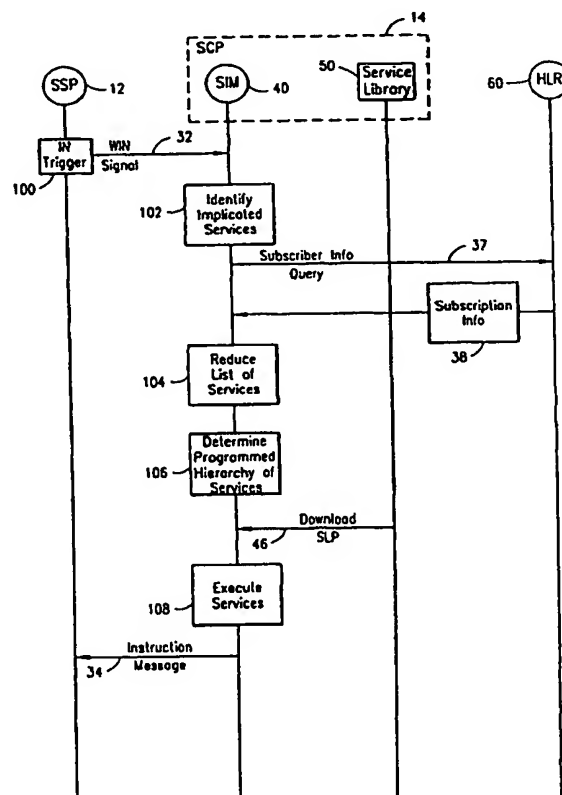 14
SCP
50
SSP
12
SIM
40
Service
Library
60
HLR
IN
Trigger
100
WIN
Signal
32
102
Identify
Implicated
Services
Subscriber Info
Query
37
Subscription
Info
38
104
Reduce
List of
Services
106
Determine
Programmed
Hierarchy of
Services
Download
SLP
46
108
Execute
Services
Instruction
Message
34